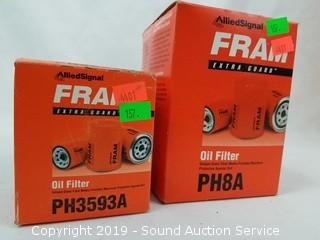 AlliedSignal
FRAM
EXTRA GUARD
4401
157
Oil Filter
PH3593A
AlliedSignal
FRAM
EXTRA GUARD
Oil Filter
PH8A
Copyright 2019 - Sound Auction Service